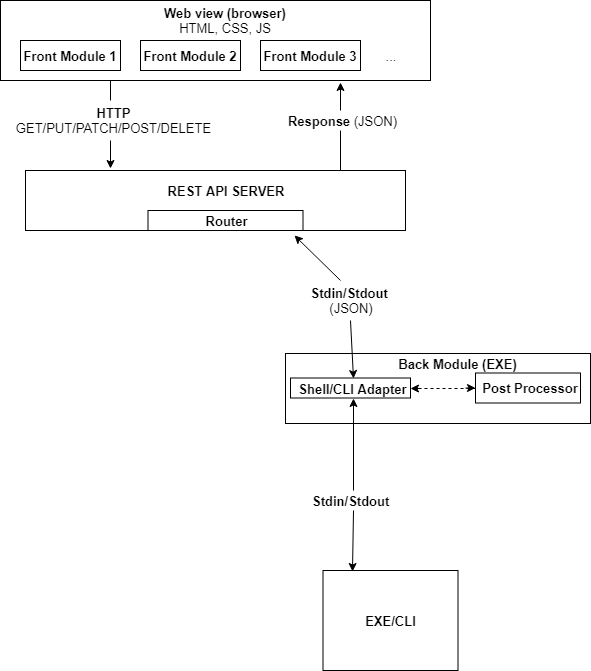 Web view (browser)
HTML, CSS, JS
Front Module 1
Front Module 2
Front Module 3
...
HTTP
GET/PUT/PATCH/POST/DELETE
Response (JSON)
REST API SERVER
Router
Stdin/Stdout
(JSON)
Back Module (EXE)
Shell/CLI Adapter
Post Processor
Stdin/Stdout
EXE/CLI